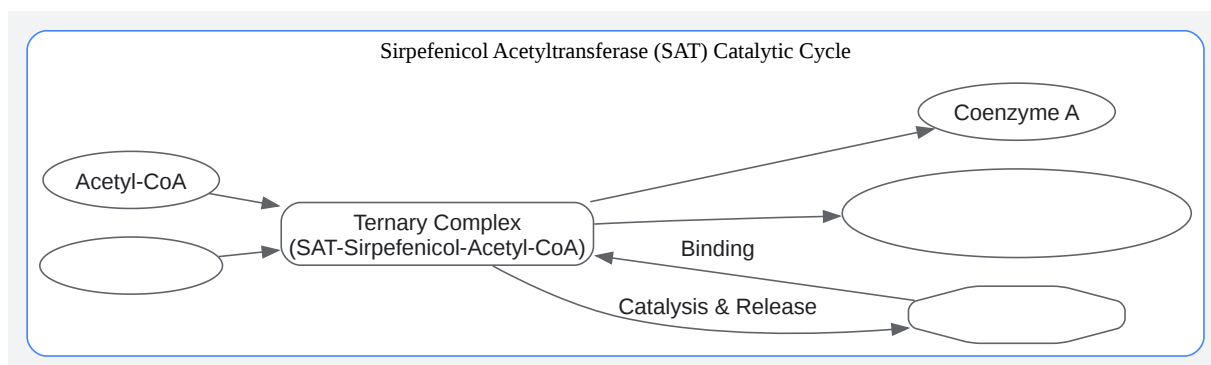 Sirpefenicol Acetyltransferase (SAT) Catalytic Cycle
Coenzyme A
Acetyl-CoA
Ternary Complex
(SAT-Sirpefenicol-Acetyl-CoA)
Binding
Catalysis & Release